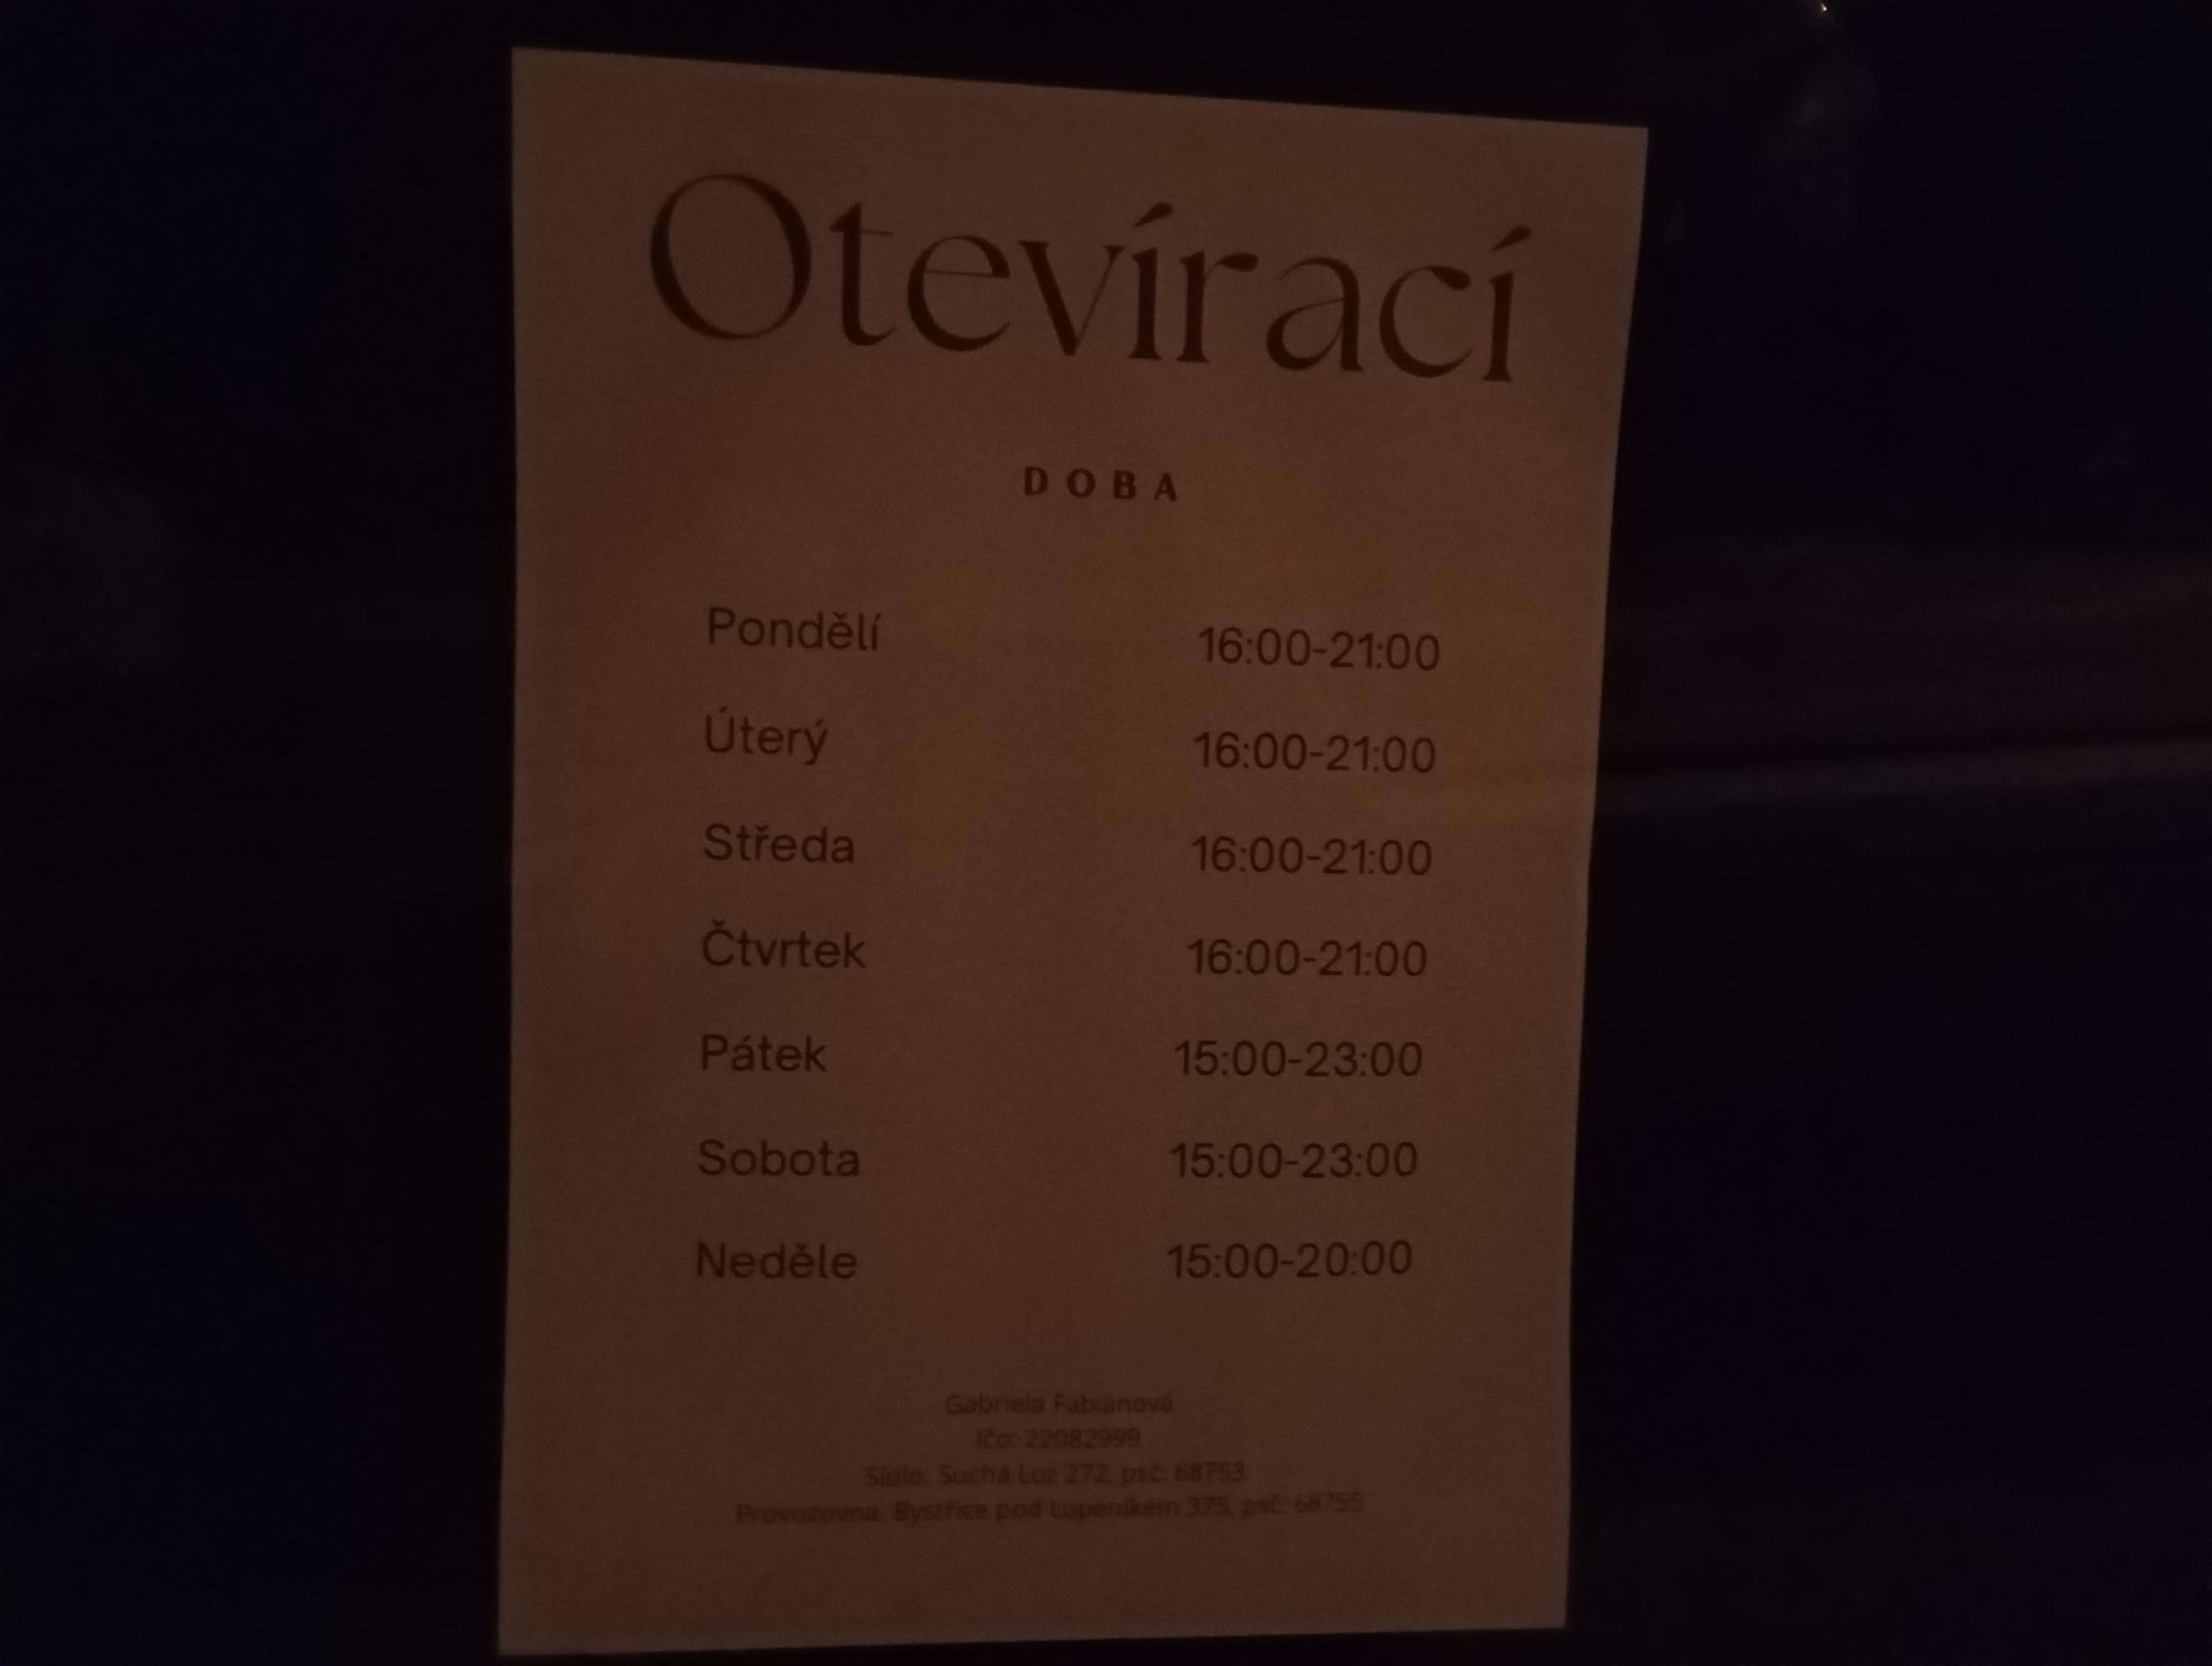 Otevírací
DOBA
Pondělí 16:00-21:00
Úterý 16:00-21:00
Středa 16:00-21:00
Čtvrtek 16:00-21:00
Pátek 15:00-23:00
Sobota 15:00-23:00
Neděle 15:00-20:00
Gabriela Fabiánová
Ičo: 22082999
Sídlo: Suchá Loz 272, psč: 68753
Provozovna: Bystřice pod Lopeníkem 375, psč: 68755